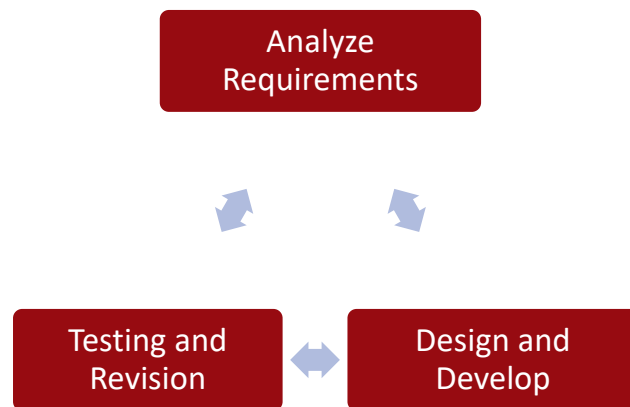 Analyze
Requirements
Testing and
Revision
Design and
Develop